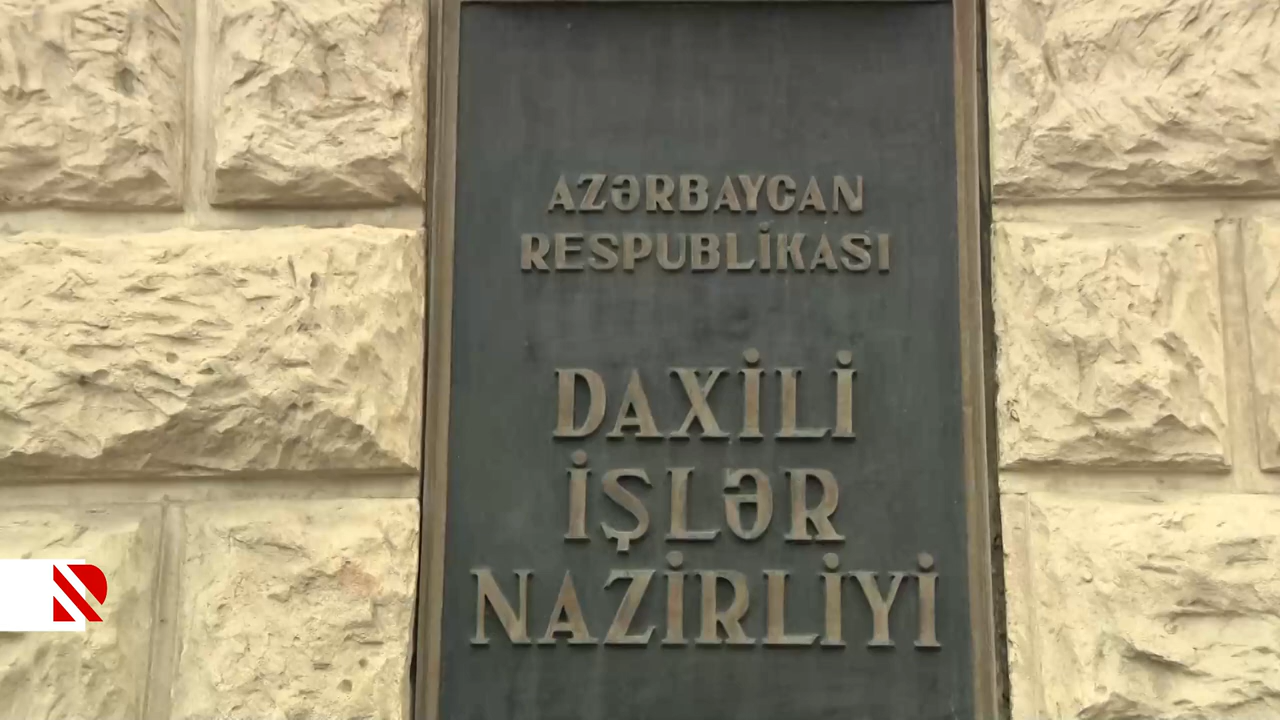 AZƏRBAYCAN
RESPUBLİKASI
DAXİLİ
İŞLƏR
NAZİRLİYİ